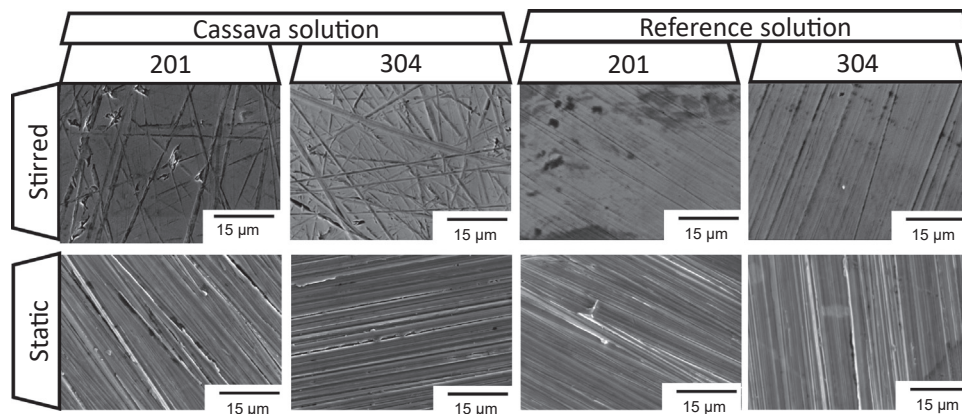 Cassava solution
Reference solution
201
304
201
304
Stirred
15 µm
15 µm
15 µm
15 µm
Static
15 µm
15 µm
15 µm
15 µm